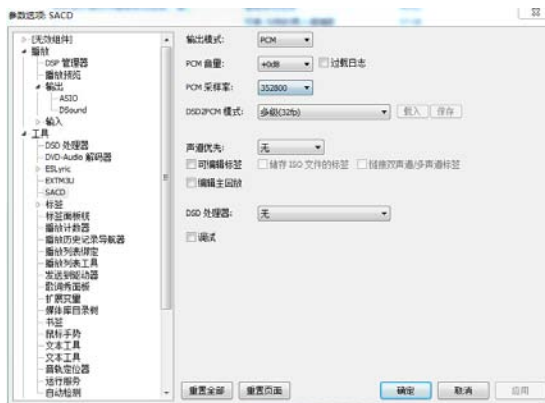 参数选项: SACD
[无效组件]
播放
DSP 管理器
播放预览
输出
ASIO
DSound
输入
工具
DSD 处理器
DVD-Audio 解码器
ESLyric
EXTM3U
SACD
标签
标签面板栈
播放计数器
播放历史记录导航器
播放列表绑定
播放列表工具
发送到驱动器
歌词秀面板
扩展变量
媒体库目录树
书签
鼠标手势
文本工具
文本工具
音轨定位器
运行服务
自动检测
输出模式: PCM
PCM 音量: +0dB 过载日志
PCM 采样率: 352800
DSD2PCM 模式: 多级(32fp) 载入 保存
声道优先: 无
可编辑标签 储存 ISO 文件的标签 链接双声道/多声道标签
编辑主回放
DSD 处理器: 无
调试
重置全部 重置页面 确定 取消 应用